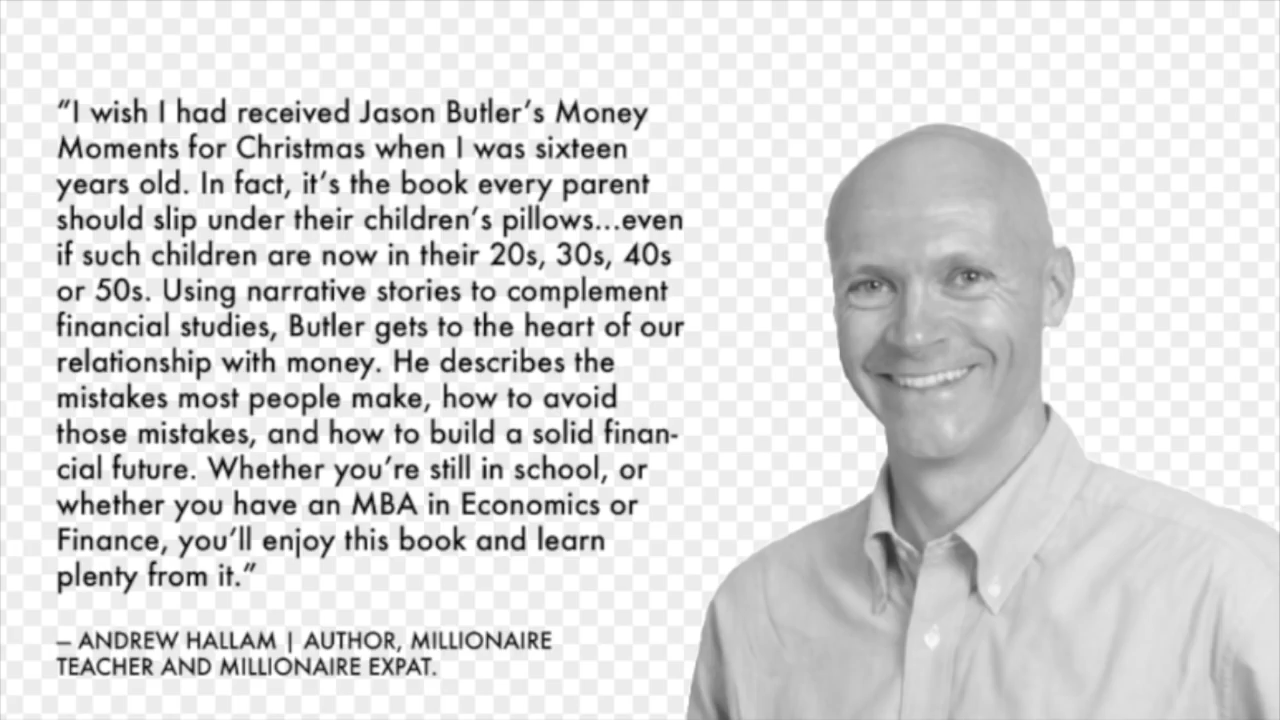 “I wish I had received Jason Butler’s Money
Moments for Christmas when I was sixteen
years old. In fact, it’s the book every parent
should slip under their children’s pillows...even
if such children are now in their 20s, 30s, 40s
or 50s. Using narrative stories to complement
financial studies, Butler gets to the heart of our
relationship with money. He describes the
mistakes most people make, how to avoid
those mistakes, and how to build a solid finan-
cial future. Whether you’re still in school, or
whether you have an MBA in Economics or
Finance, you’ll enjoy this book and learn
plenty from it.”
– ANDREW HALLAM | AUTHOR, MILLIONAIRE
TEACHER AND MILLIONAIRE EXPAT.